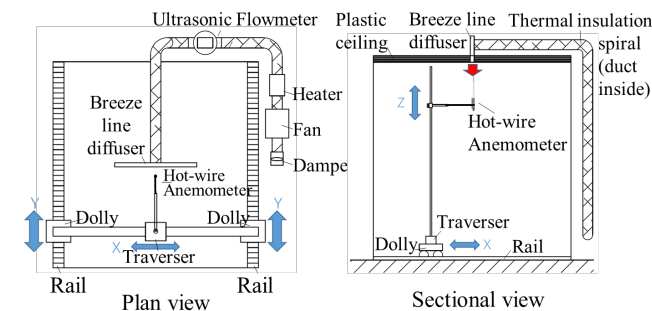 Ultrasonic Flowmeter
Heater
Fan
Dampe
Breeze
line
diffuser
Hot-wire
Anemometer
Y
Y
Dolly
Dolly
X
Traverser
Rail
Rail
Plan view
Plastic
ceiling
Breeze line
diffuser
Thermal insulation
spiral
(duct
inside)
Z
Hot-wire
Anemometer
Traverser
Dolly
X
Rail
Sectional view